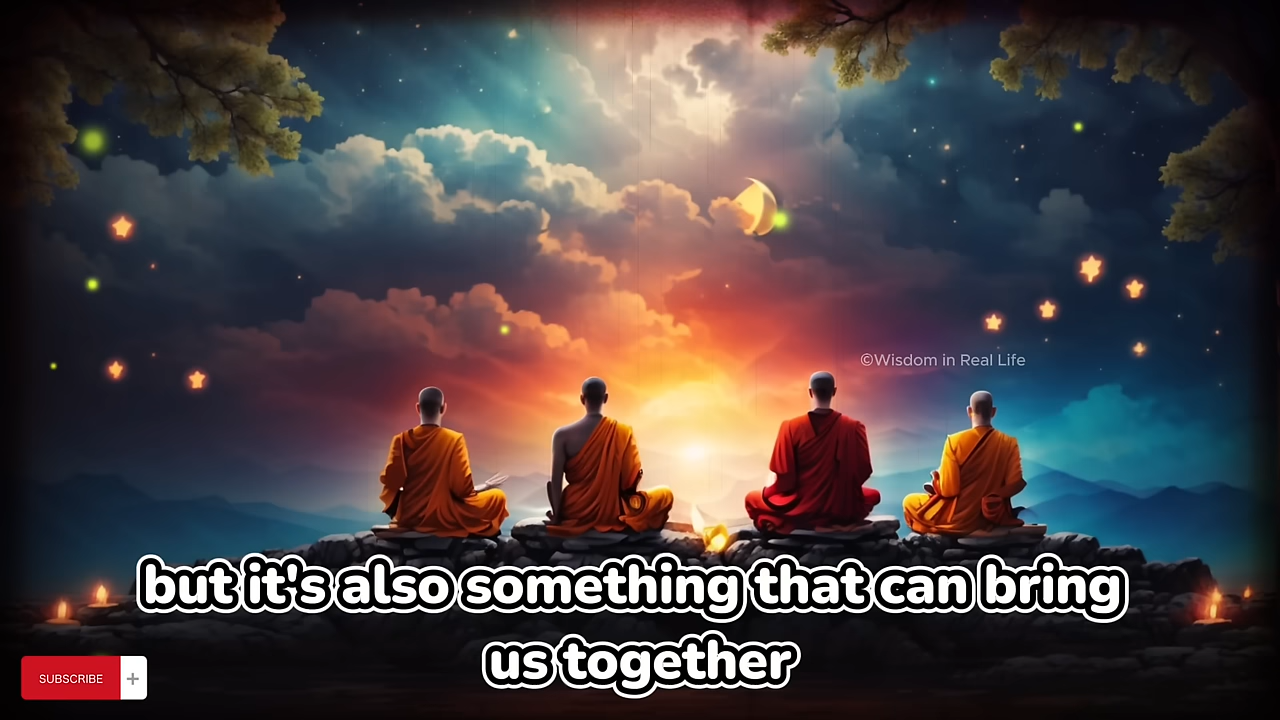 ©Wisdom in Real Life
but it's also something that can bring
us together
SUBSCRIBE +